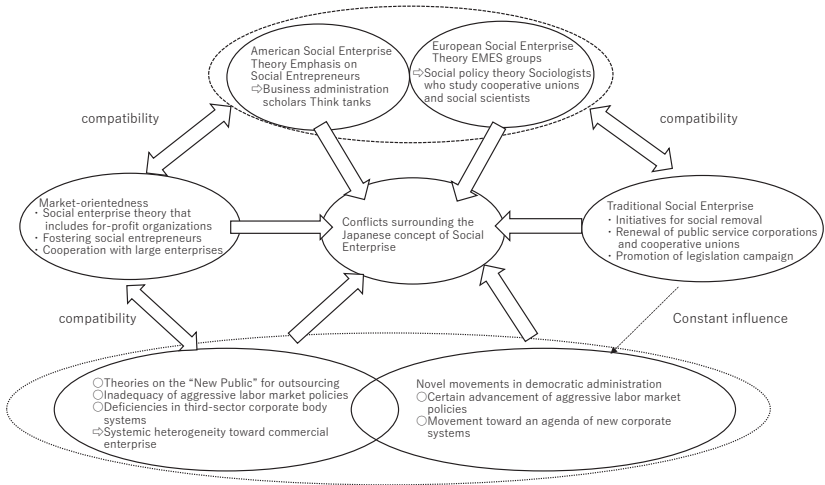 American Social Enterprise
Theory Emphasis on
Social Entrepreneurs
⇨Business administration
scholars Think tanks
European Social Enterprise
Theory EMES groups
⇨Social policy theory Sociologists
who study cooperative unions
and social scientists
compatibility
compatibility
Market-orientedness
・Social enterprise theory that
includes for-profit organizations
・Fostering social entrepreneurs
・Cooperation with large enterprises
Conflicts surrounding the
Japanese concept of Social
Enterprise
Traditional Social Enterprise
・Initiatives for social removal
・Renewal of public service corporations
and cooperative unions
・Promotion of legislation campaign
compatibility
Constant influence
○Theories on the “New Public” for outsourcing
○Inadequacy of aggressive labor market policies
○Deficiencies in third-sector corporate body
systems
⇨Systemic heterogeneity toward commercial
enterprise
Novel movements in democratic administration
○Certain advancement of aggressive labor market
policies
○Movement toward an agenda of new corporate
systems